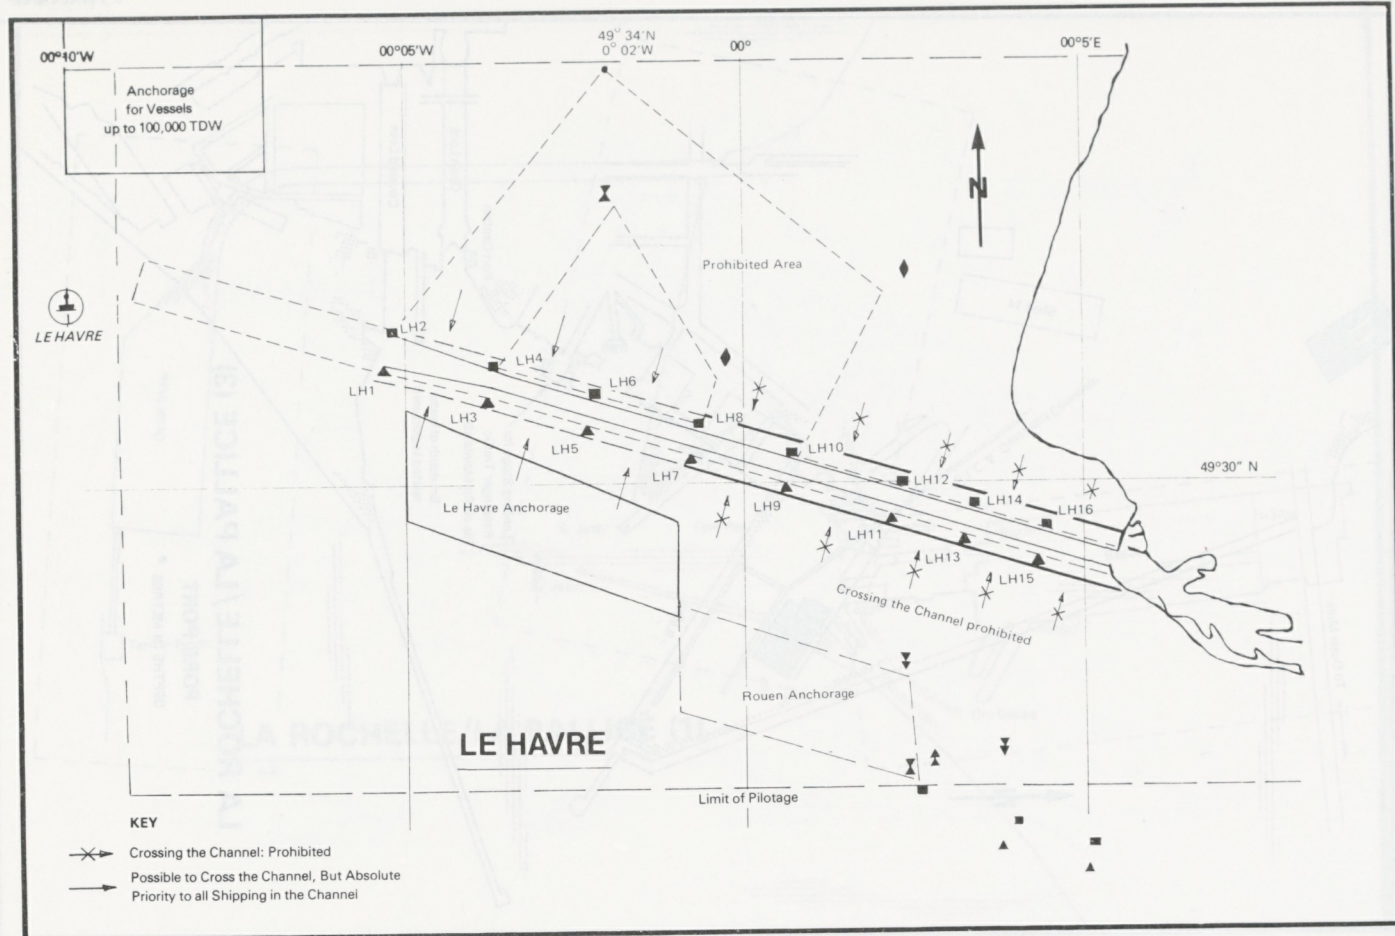 49° 34'N
0° 02'W
00°10'W
00°05'W
00°
00°5'E
Anchorage
for Vessels
up to 100,000 TDW
N
Prohibited Area
LE HAVRE
LH2
LH4
LH6
LH8
LH10
LH12
LH14
LH16
LH1
LH3
LH5
LH7
LH9
LH11
LH13
LH15
49°30" N
Le Havre Anchorage
Crossing the Channel prohibited
Rouen Anchorage
LE HAVRE
Limit of Pilotage
KEY
Crossing the Channel: Prohibited
Possible to Cross the Channel, But Absolute
Priority to all Shipping in the Channel